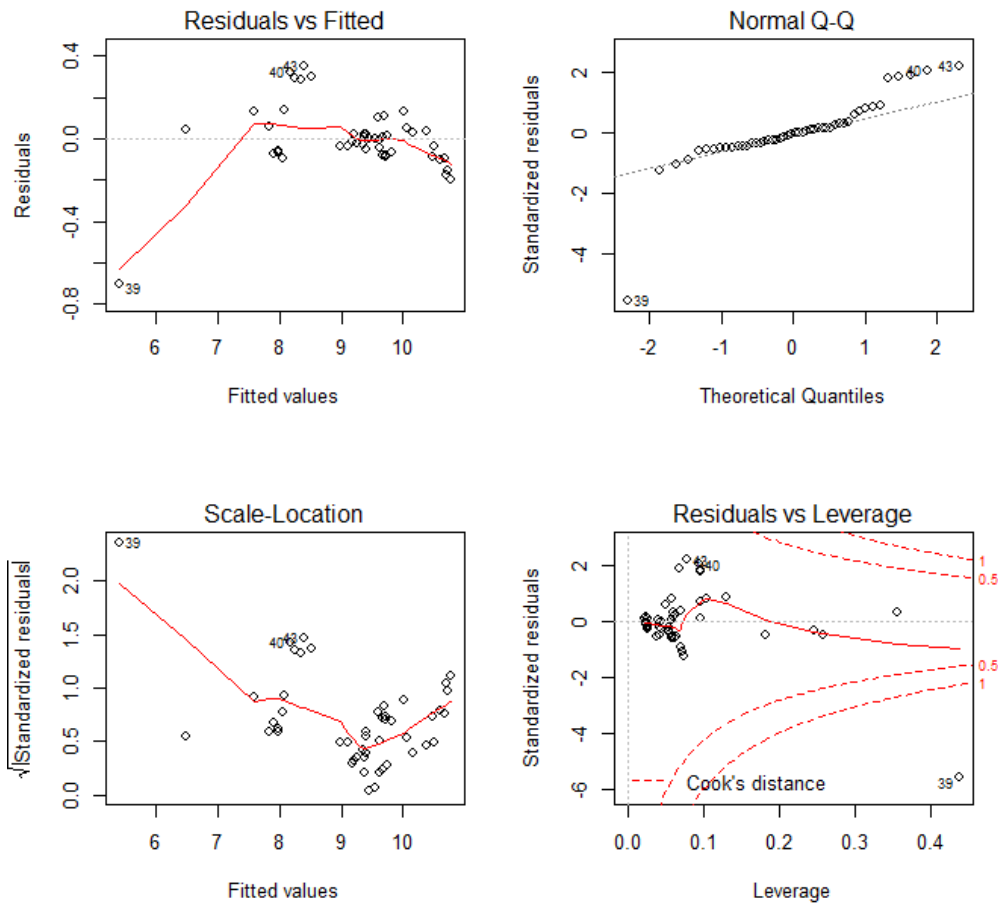 Residuals vs Fitted
Residuals
0.4
0.0
-0.4
-0.8
40
43
39
6 7 8 9 10
Fitted values
Normal Q-Q
Standardized residuals
2
0
-2
-4
40
43
39
-2 -1 0 1 2
Theoretical Quantiles
Scale-Location
√|Standardized residuals|
2.0
1.5
1.0
0.5
0.0
39
40
43
6 7 8 9 10
Fitted values
Residuals vs Leverage
Standardized residuals
2
0
-2
-4
-6
40
1
0.5
0.5
1
Cook's distance
39
0.0 0.1 0.2 0.3 0.4
Leverage